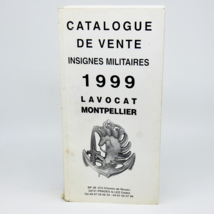 CATALOGUE
DE VENTE
INSIGNES MILITAIRES
1999
LAVOCAT
MONTPELLIER